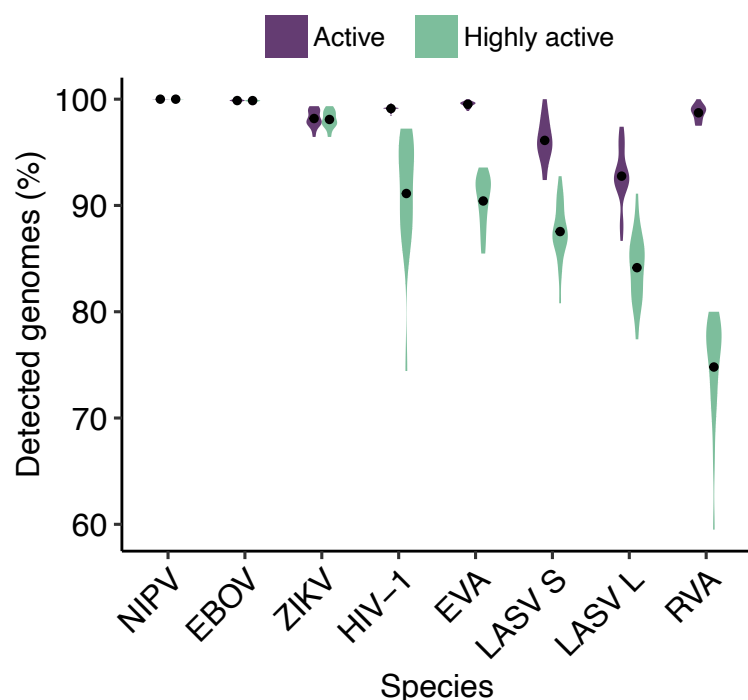 Active Highly active
Detected genomes (%)
100
90
80
70
60
NIPV EBOV ZIKV HIV−1 EVA LASV S LASV L RVA
Species